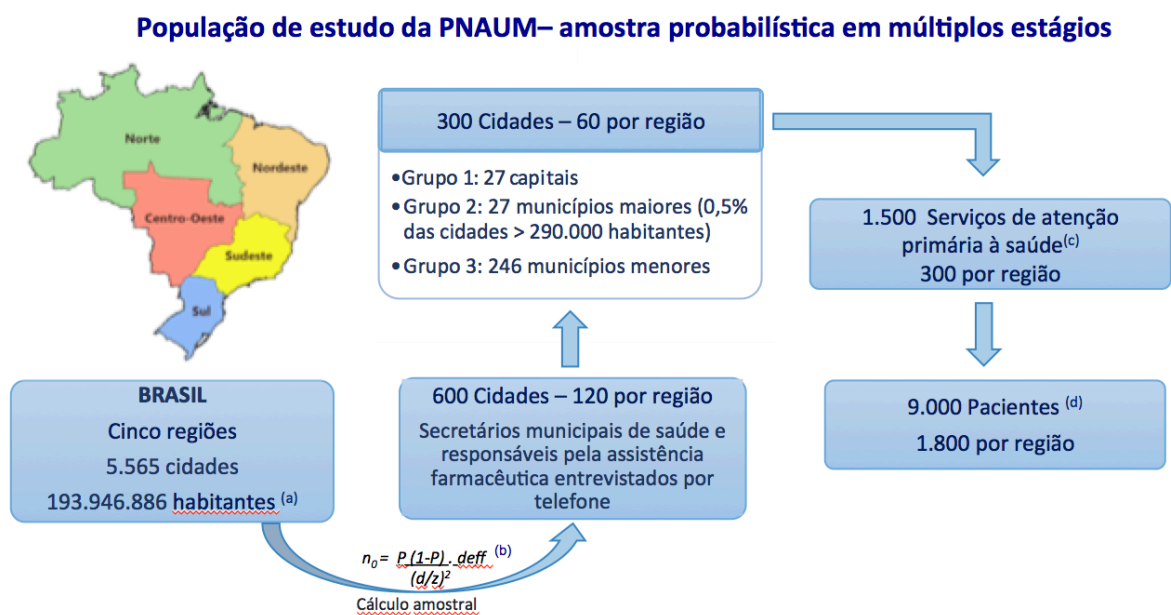 População de estudo da PNAUM– amostra probabilística em múltiplos estágios
Norte
Nordeste
Centro-Oeste
Sudeste
Sul
BRASIL
Cinco regiões
5.565 cidades
193.946.886 habitantes (a)
n₀ = P (1-P) . deff (b)
(d/z)²
Cálculo amostral
600 Cidades – 120 por região
Secretários municipais de saúde e
responsáveis pela assistência
farmacêutica entrevistados por
telefone
300 Cidades – 60 por região
•Grupo 1: 27 capitais
•Grupo 2: 27 municípios maiores (0,5%
das cidades > 290.000 habitantes)
•Grupo 3: 246 municípios menores
1.500 Serviços de atenção
primária à saúde(c)
300 por região
9.000 Pacientes (d)
1.800 por região